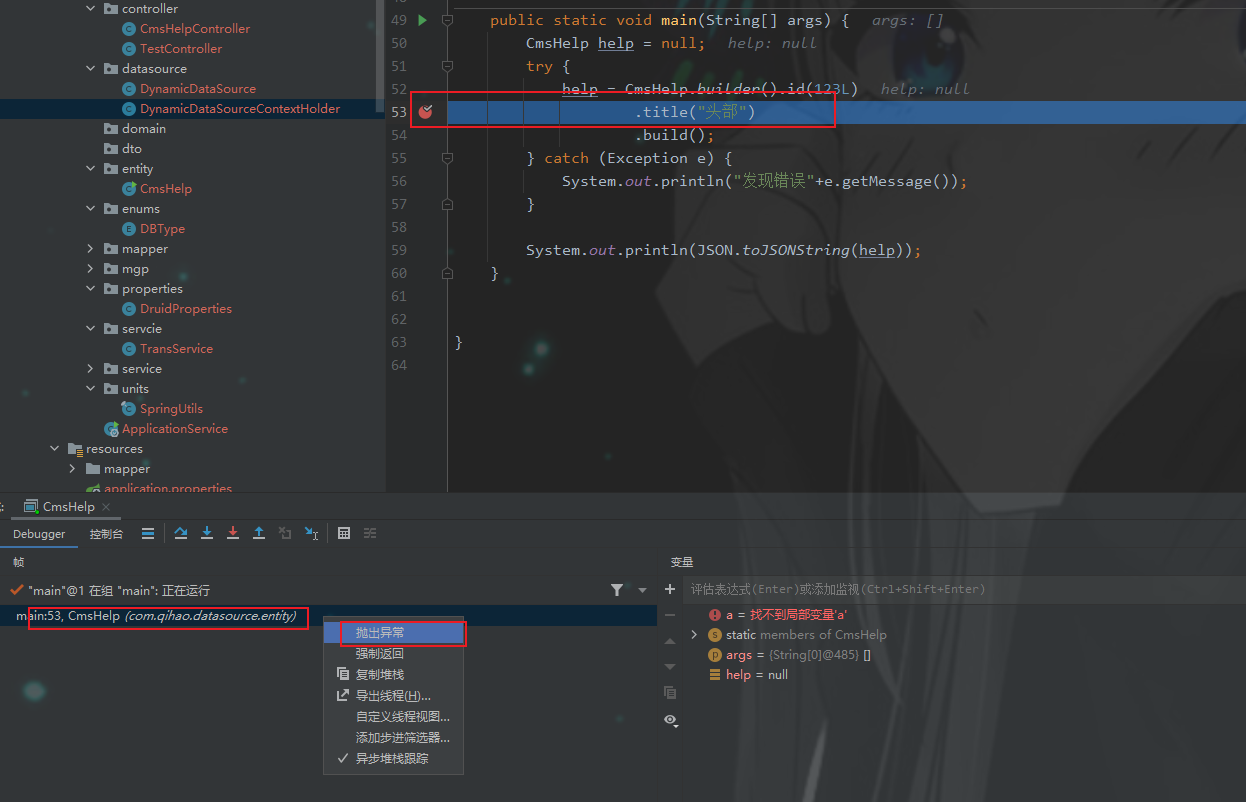 controller
CmsHelpController
TestController
datasource
DynamicDataSource
DynamicDataSourceContextHolder
domain
dto
entity
CmsHelp
enums
DBType
mapper
mgp
properties
DruidProperties
servcie
TransService
service
units
SpringUtils
ApplicationService
resources
mapper
application.properties
49 public static void main(String[] args) { args: []
50 CmsHelp help = null; help: null
51 try {
52 help = CmsHelp.builder().id(123L) help: null
53 .title("头部")
54 .build();
55 } catch (Exception e) {
56 System.out.println("发现错误"+e.getMessage());
57 }
58
59 System.out.println(JSON.toJSONString(help));
60 }
61
62
63 }
64
CmsHelp
Debugger 控制台
帧
"main"@1 在组 "main": 正在运行
main:53, CmsHelp (com.qihao.datasource.entity)
抛出异常
强制返回
复制堆栈
导出线程(H)...
自定义线程视图...
添加步进筛选器...
异步堆栈跟踪
变量
评估表达式(Enter)或添加监视(Ctrl+Shift+Enter)
a = 找不到局部变量'a'
static members of CmsHelp
args = {String[0]@485} []
help = null